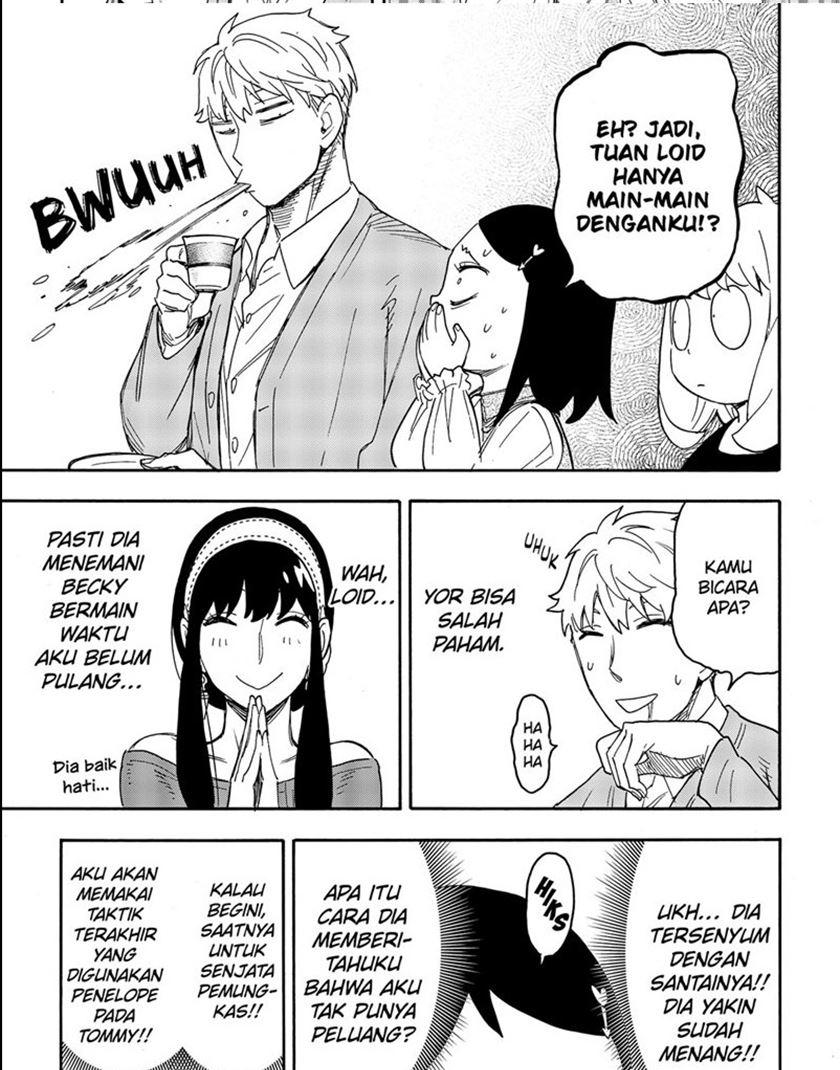 EH? JADI,
TUAN LOID
HANYA
MAIN-MAIN
DENGANKU!?
BWUUH
KAMU
BICARA
APA?
UHUK
YOR BISA
SALAH
PAHAM.
HA
HA
HA
WAH,
LOID...
PASTI DIA
MENEMANI
BECKY
BERMAIN
WAKTU
AKU BELUM
PULANG...
Dia baik
hati...
UKH... DIA
TERSENYUM
DENGAN
SANTAINYA!!
DIA YAKIN
SUDAH
MENANG!!
HIKS
APA ITU
CARA DIA
MEMBERI-
TAHUKU
BAHWA AKU
TAK PUNYA
PELUANG?
KALAU
BEGINI,
SAATNYA
UNTUK
SENJATA
PEMUNG-
KAS!!
AKU AKAN
MEMAKAI
TAKTIK
TERAKHIR
YANG
DIGUNAKAN
PENELOPE
PADA
TOMMY!!